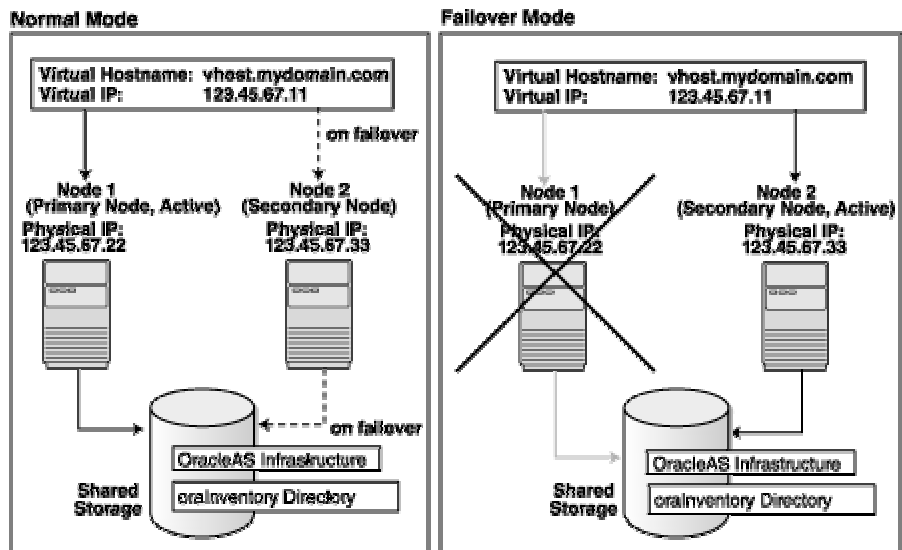 Normal Mode
Virtual Hostname: vhost.mydomain.com
Virtual IP: 123.45.67.11
on failover
Node 1
(Primary Node, Active)
Physical IP:
123.45.67.22
Node 2
(Secondary Node)
Physical IP:
123.45.67.33
on failover
OracleAS Infrastructure
oraInventory Directory
Shared
Storage
Failover Mode
Virtual Hostname: vhost.mydomain.com
Virtual IP: 123.45.67.11
Node 1
(Primary Node)
Physical IP:
123.45.67.22
Node 2
(Secondary Node, Active)
Physical IP:
123.45.67.33
OracleAS Infrastructure
oraInventory Directory
Shared
Storage